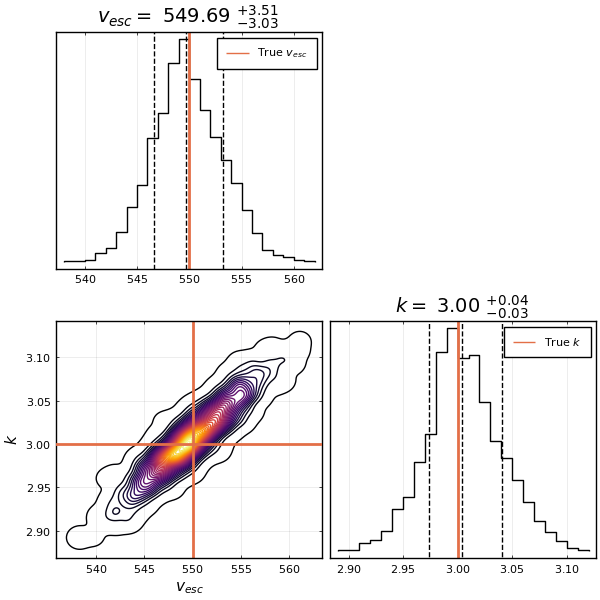 v_esc = 549.69 +3.51 −3.03
True v_esc
540 545 550 555 560
k = 3.00 +0.04 −0.03
True k
3.10
3.05
3.00
2.95
2.90
k
540 545 550 555 560
2.90 2.95 3.00 3.05 3.10
v_esc